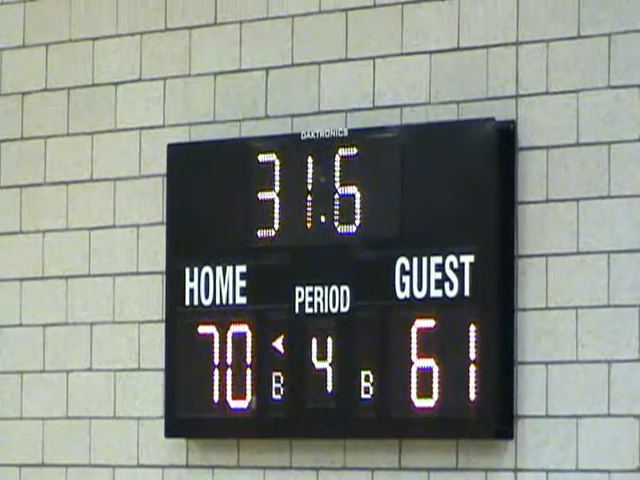 DAKTRONICS
31.6
HOME PERIOD GUEST
70 4 61
B B